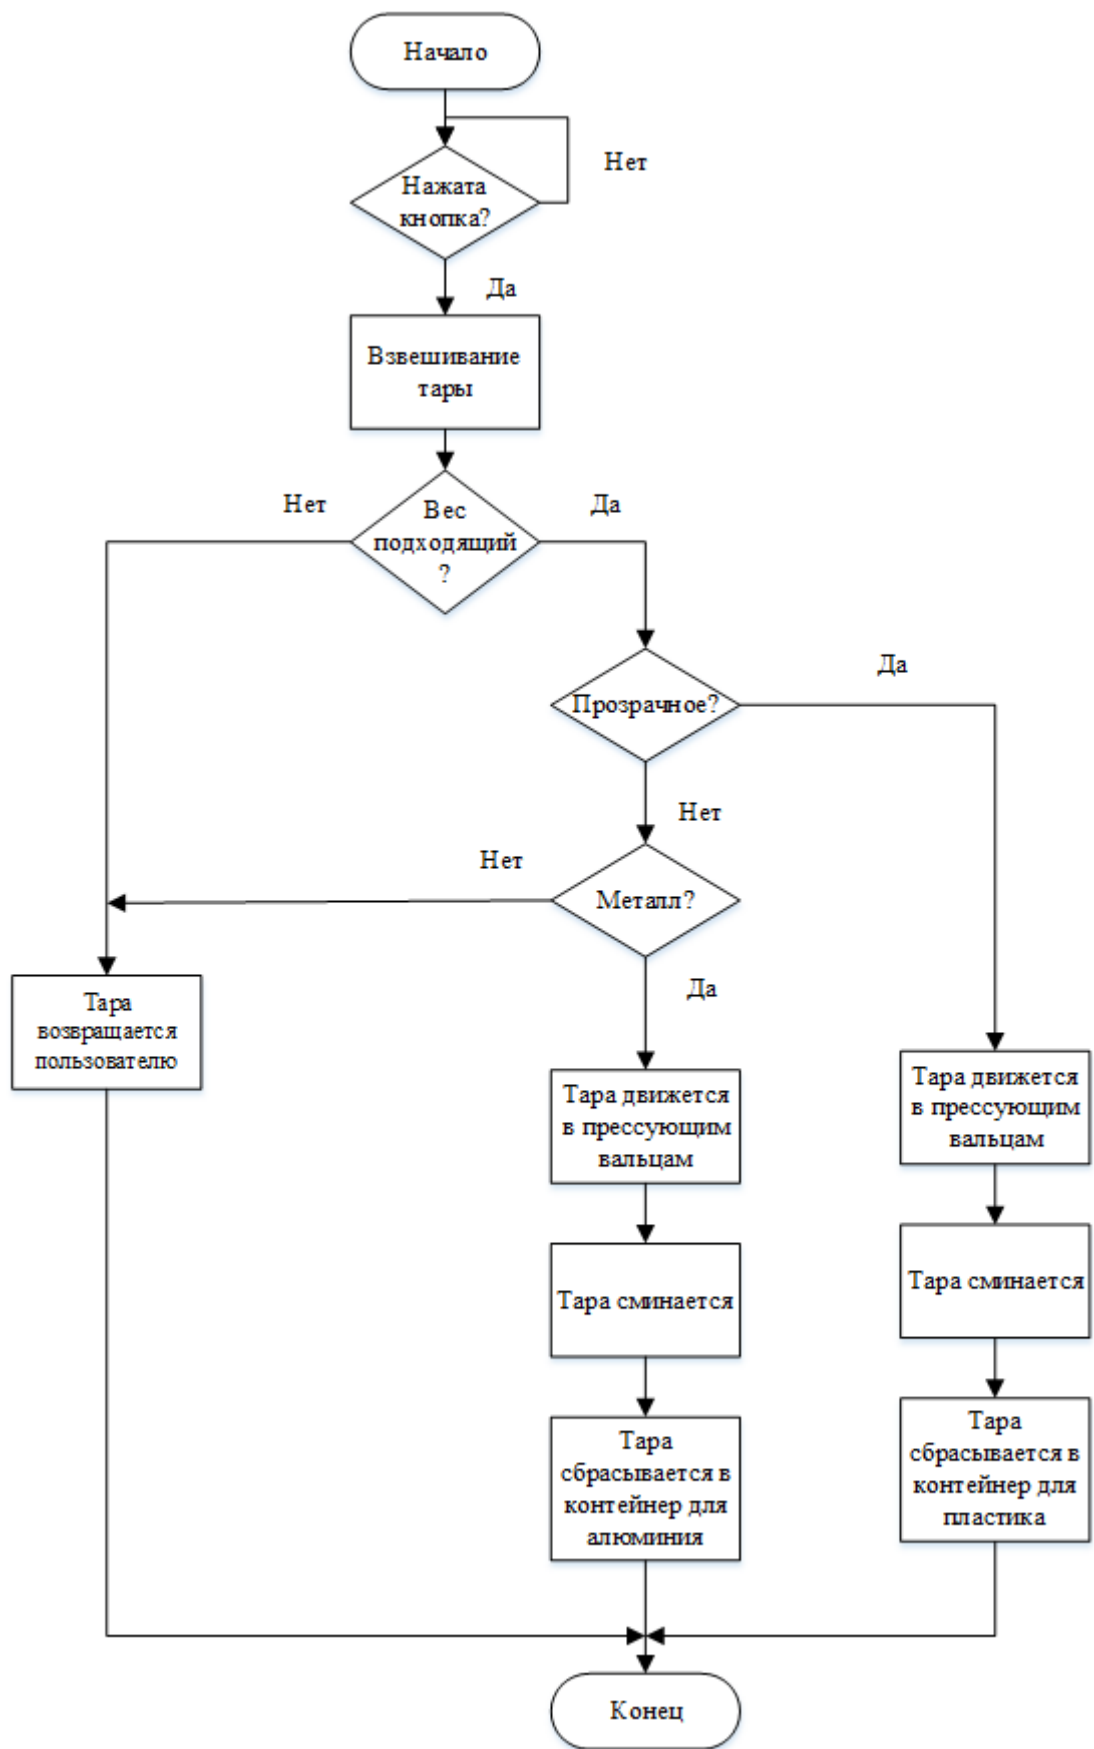 Начало
Нет
Нажата
кнопка?
Да
Взвешивание
тары
Нет
Да
Вес
подходящий
?
Да
Прозрачное?
Нет
Нет
Металл?
Да
Тара
возвращается
пользователю
Тара движется
в прессующим
вальцам
Тара движется
в прессующим
вальцам
Тара сминается
Тара сминается
Тара
сбрасывается в
контейнер для
алюминия
Тара
сбрасывается в
контейнер для
пластика
Конец